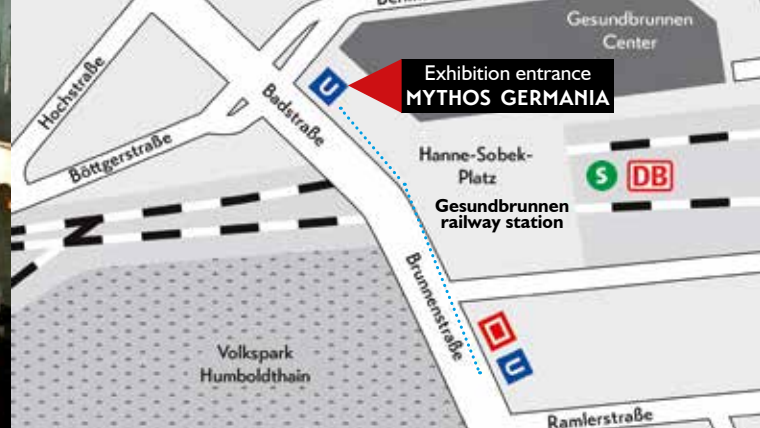 Gesundbrunnen
Center
U
Exhibition entrance
MYTHOS GERMANIA
Hochstraße
Badstraße
Böttgerstraße
Hanne-Sobek-
Platz
S
DB
Gesundbrunnen
railway station
Brunnenstraße
Volkspark
Humboldthain
U
Ramlerstraße